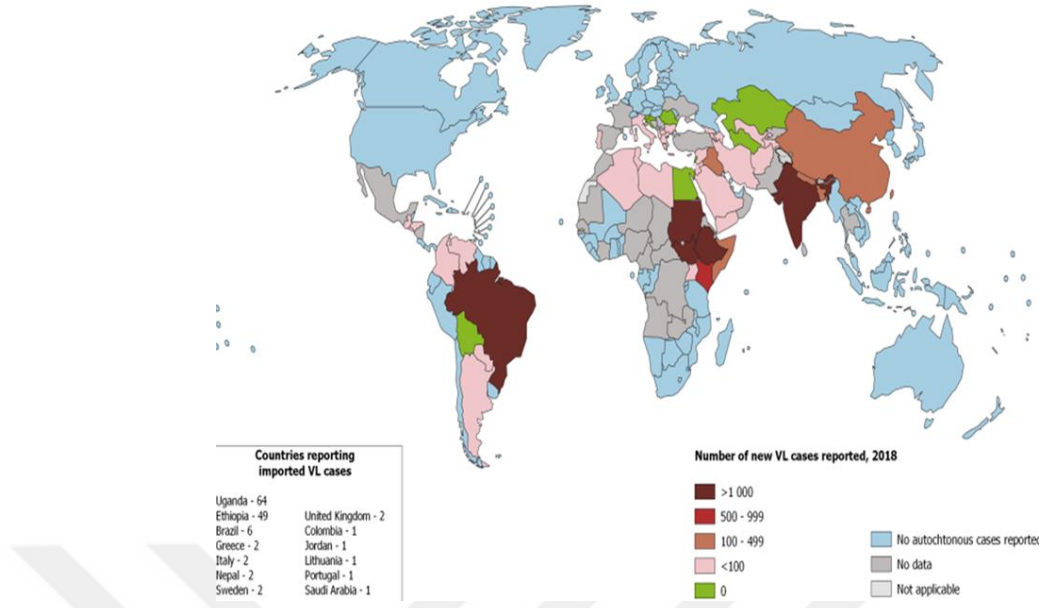 Countries reporting
imported VL cases
Uganda - 64
Ethiopia - 49
Brazil - 6
Greece - 2
Italy - 2
Nepal - 2
Sweden - 2
United Kingdom - 2
Colombia - 1
Jordan - 1
Lithuania - 1
Portugal - 1
Saudi Arabia - 1
Number of new VL cases reported, 2018
>1 000
500 - 999
100 - 499
<100
0
No autochtonous cases reported
No data
Not applicable